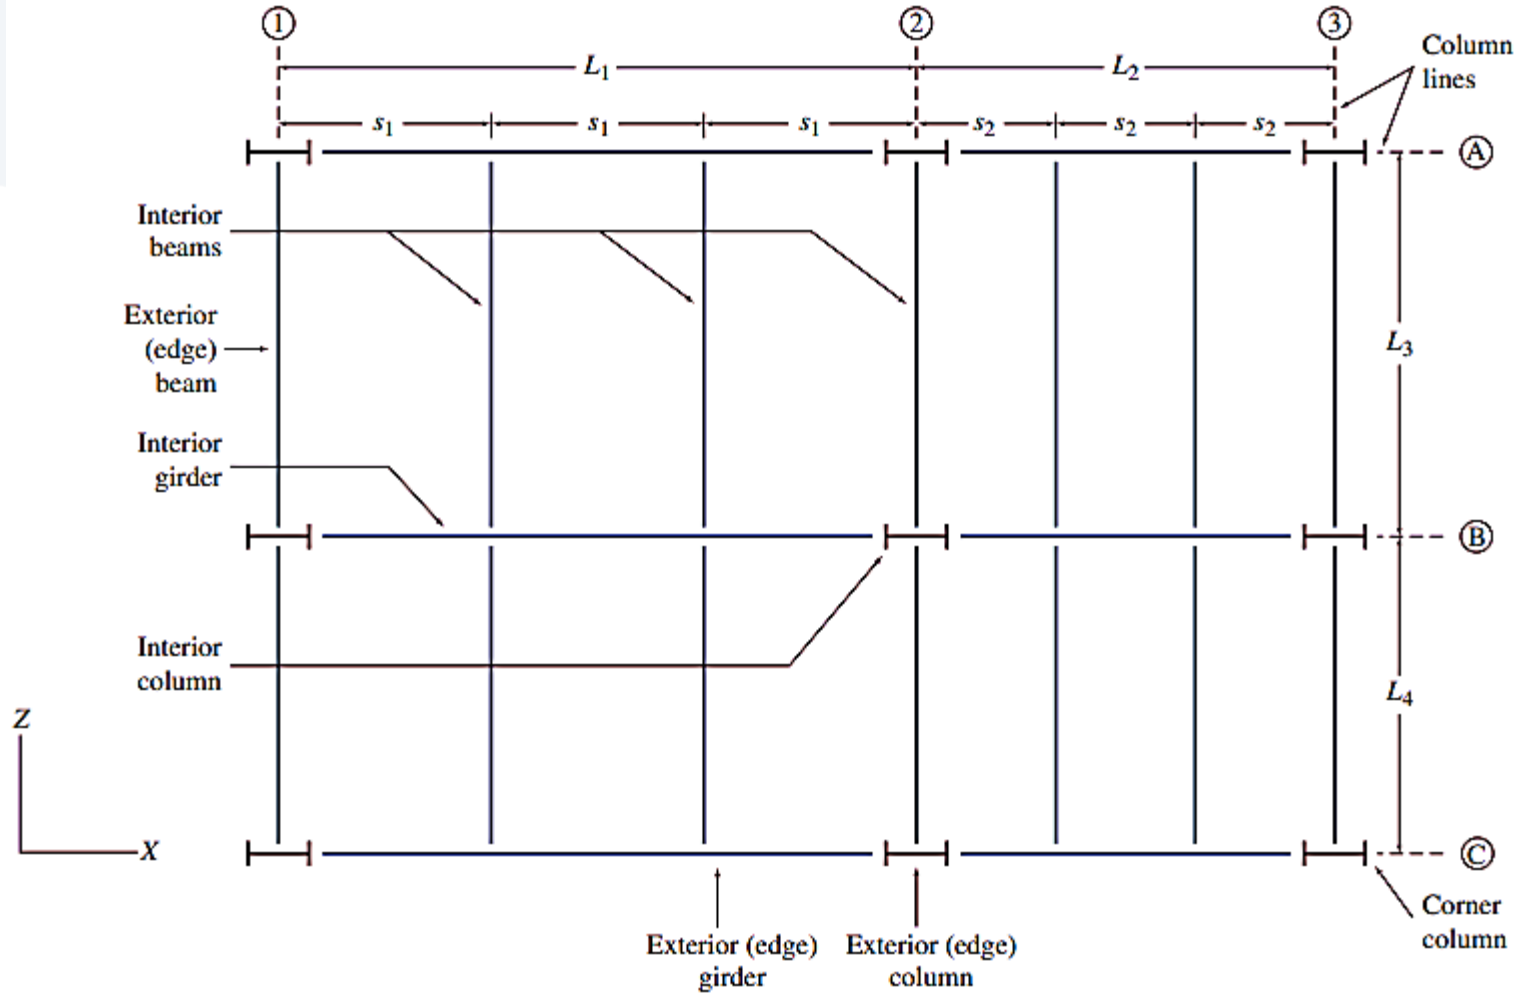 1 2 3
L1 L2
Column
lines
s1 s1 s1 s2 s2 s2
A
Interior
beams
Exterior
(edge)
beam
L3
Interior
girder
B
Interior
column
L4
Z
X
C
Corner
column
Exterior (edge)
girder
Exterior (edge)
column